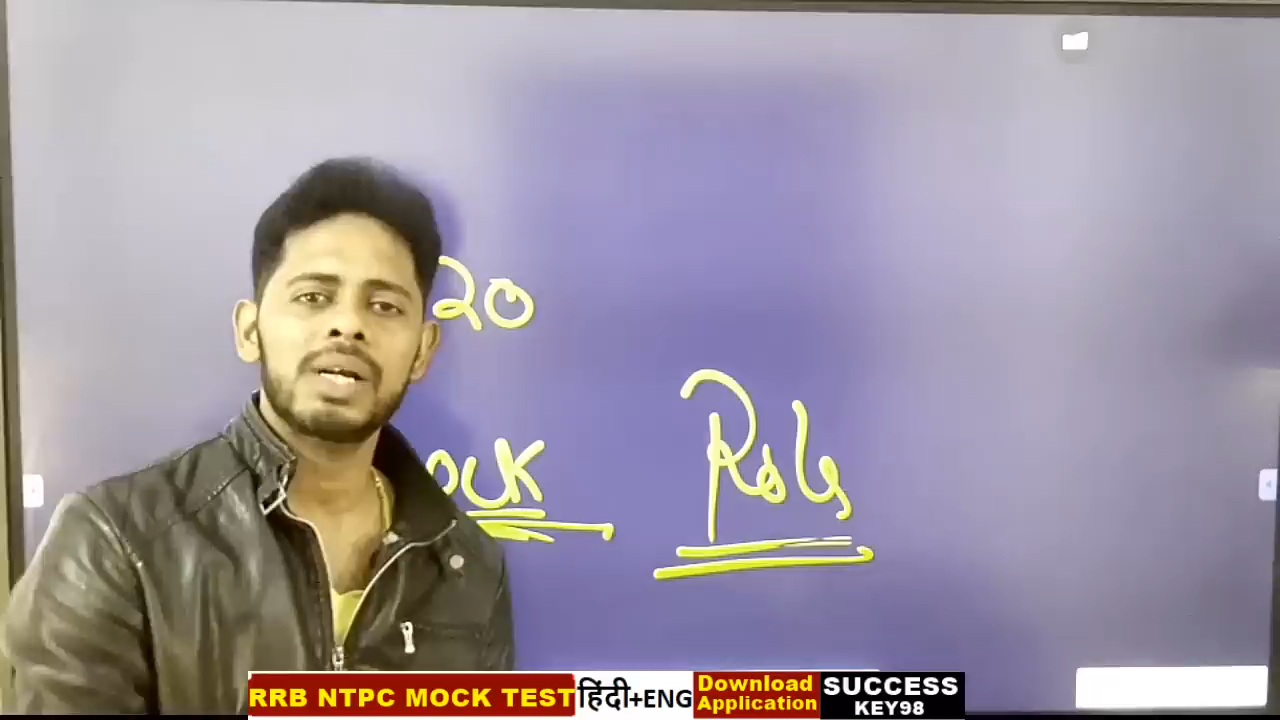 20
OCK
RRB NTPC MOCK TEST हिंदी+ENG Download Application SUCCESS KEY98